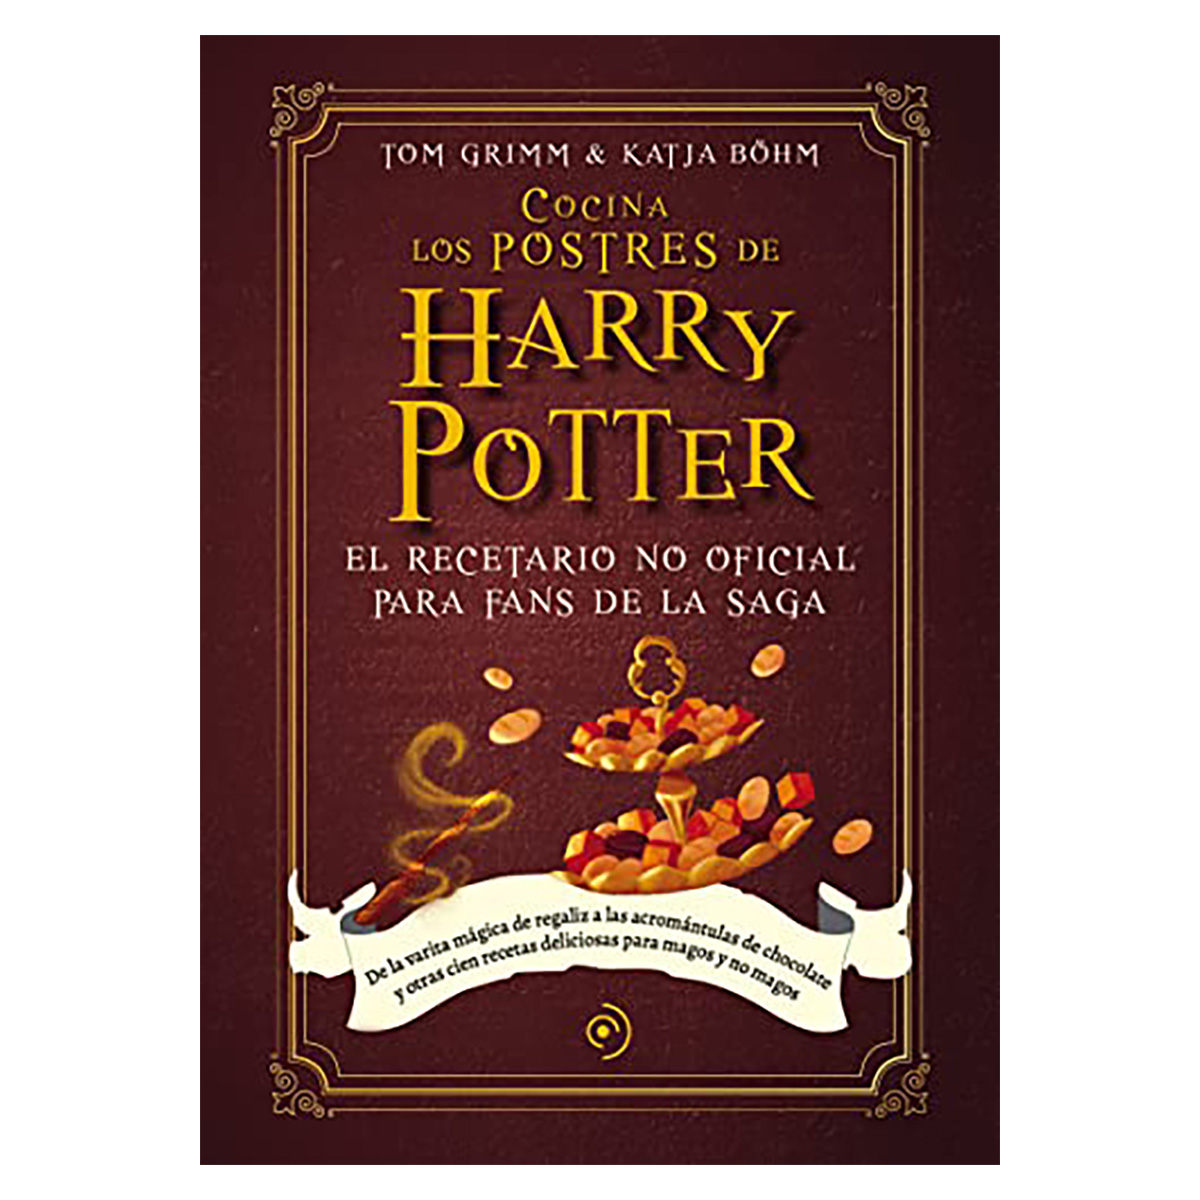 TOM GRIMM & KATJA BÖHM
COCINA
LOS POSTRES DE
HARRY
POTTER
EL RECETARIO NO OFICIAL
PARA FANS DE LA SAGA
De la varita mágica de regaliz a las acromántulas de chocolate
y otras cien recetas deliciosas para magos y no magos